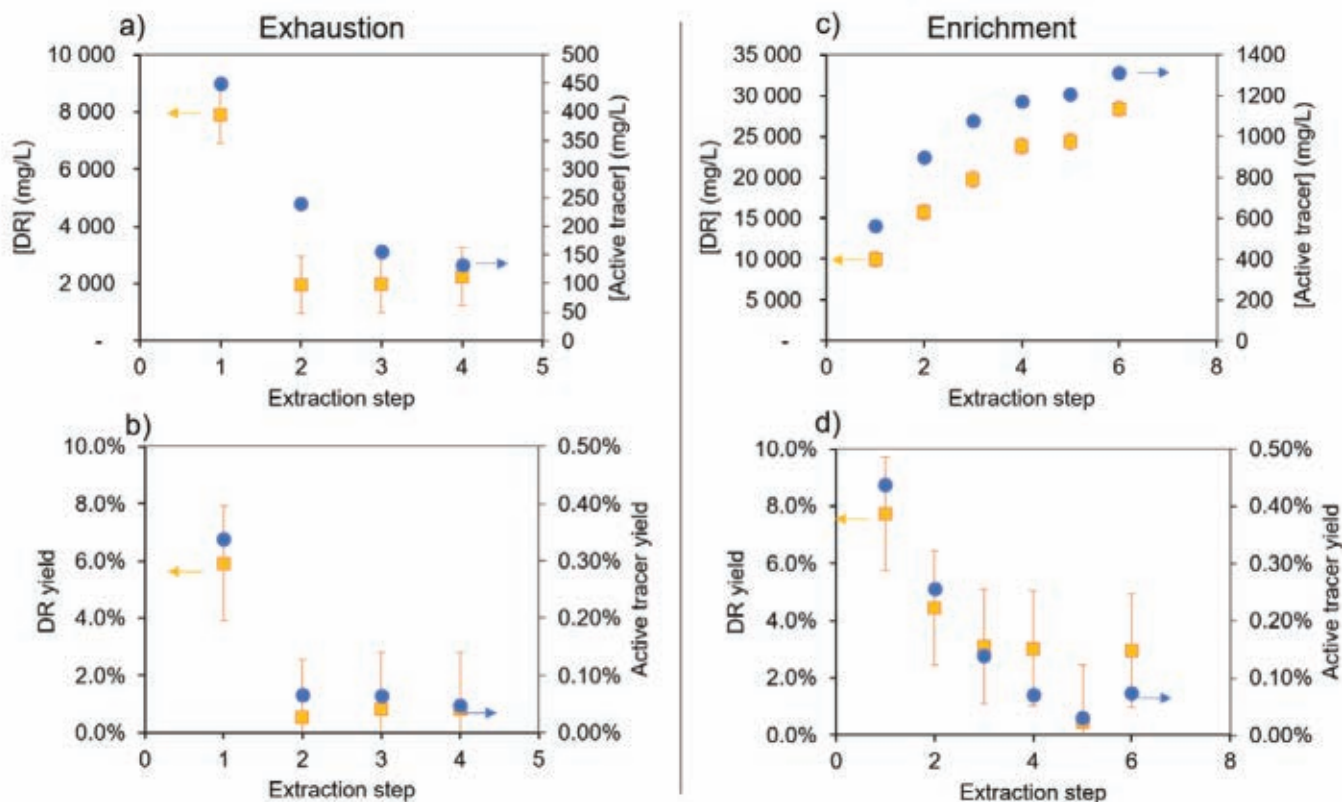 a)
Exhaustion
10 000
8 000
6 000
4 000
2 000
-
[DR] (mg/L)
500
450
400
350
300
250
200
150
100
50
0
[Active tracer] (mg/L)
0 1 2 3 4 5
Extraction step
b)
10.0%
8.0%
6.0%
4.0%
2.0%
0.0%
DR yield
0.50%
0.40%
0.30%
0.20%
0.10%
0.00%
Active tracer yield
0 1 2 3 4 5
Extraction step
c)
Enrichment
35 000
30 000
25 000
20 000
15 000
10 000
5 000
-
[DR] (mg/L)
1400
1200
1000
800
600
400
200
0
[Active tracer] (mg/L)
0 2 4 6 8
Extraction step
d)
10.0%
8.0%
6.0%
4.0%
2.0%
0.0%
DR yield
0.50%
0.40%
0.30%
0.20%
0.10%
0.00%
Active tracer yield
0 2 4 6 8
Extraction step